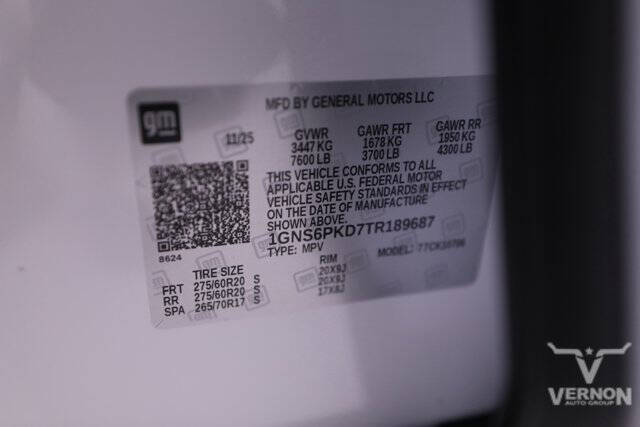 MFD BY GENERAL MOTORS LLC
gm
11/25 GVWR GAWR FRT GAWR RR
3447 KG 1678 KG 1950 KG
7600 LB 3700 LB 4300 LB
THIS VEHICLE CONFORMS TO ALL
APPLICABLE U.S. FEDERAL MOTOR
VEHICLE SAFETY STANDARDS IN EFFECT
ON THE DATE OF MANUFACTURE
SHOWN ABOVE.
1GNS6PKD7TR189687
TYPE: MPV MODEL:
8624
TIRE SIZE RIM
FRT 275/60R20 S 20X9J
RR 275/60R20 S 20X9J
SPA 265/70R17 S 17X8J
VERNON
AUTO GROUP